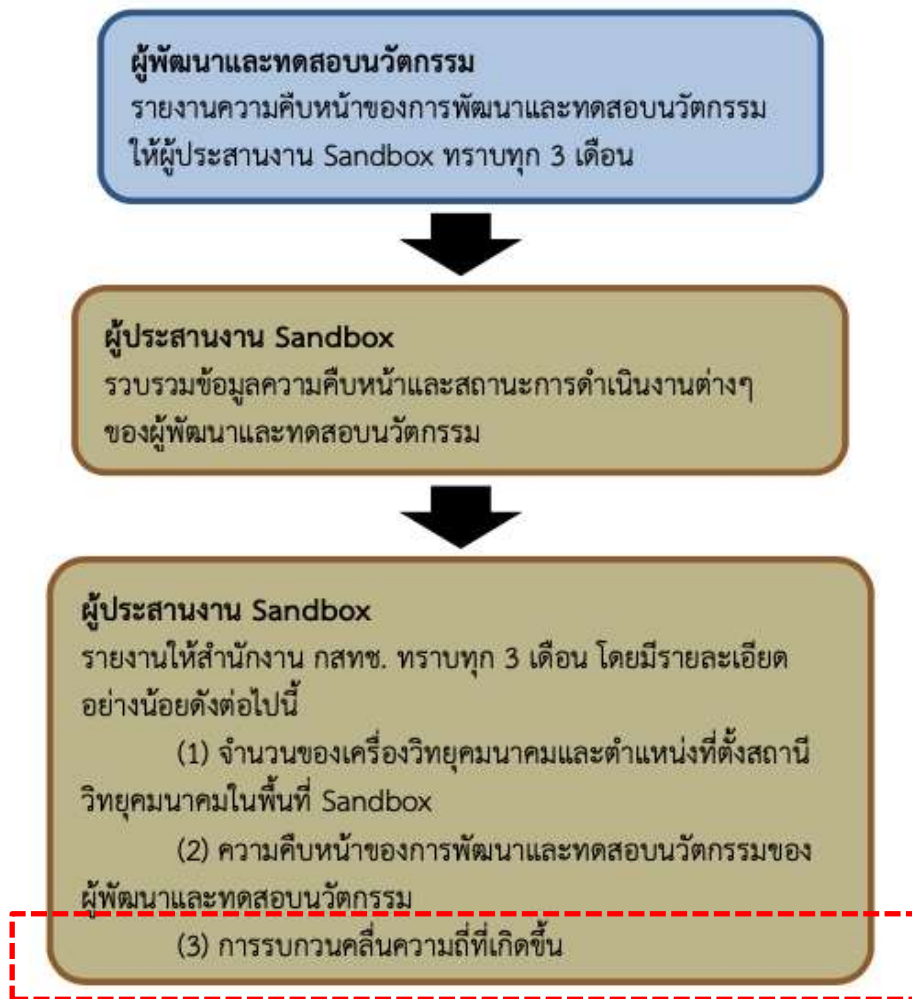 ผู้พัฒนาและทดสอบนวัตกรรม
รายงานความคืบหน้าของการพัฒนาและทดสอบนวัตกรรม
ให้ผู้ประสานงาน Sandbox ทราบทุก 3 เดือน
ผู้ประสานงาน Sandbox
รวบรวมข้อมูลความคืบหน้าและสถานะการดำเนินงานต่างๆ
ของผู้พัฒนาและทดสอบนวัตกรรม
ผู้ประสานงาน Sandbox
รายงานให้สำนักงาน กสทช. ทราบทุก 3 เดือน โดยมีรายละเอียด
อย่างน้อยดังต่อไปนี้
(1) จำนวนของเครื่องวิทยุคมนาคมและตำแหน่งที่ตั้งสถานี
วิทยุคมนาคมในพื้นที่ Sandbox
(2) ความคืบหน้าของการพัฒนาและทดสอบนวัตกรรมของ
ผู้พัฒนาและทดสอบนวัตกรรม
(3) การรบกวนคลื่นความถี่ที่เกิดขึ้น